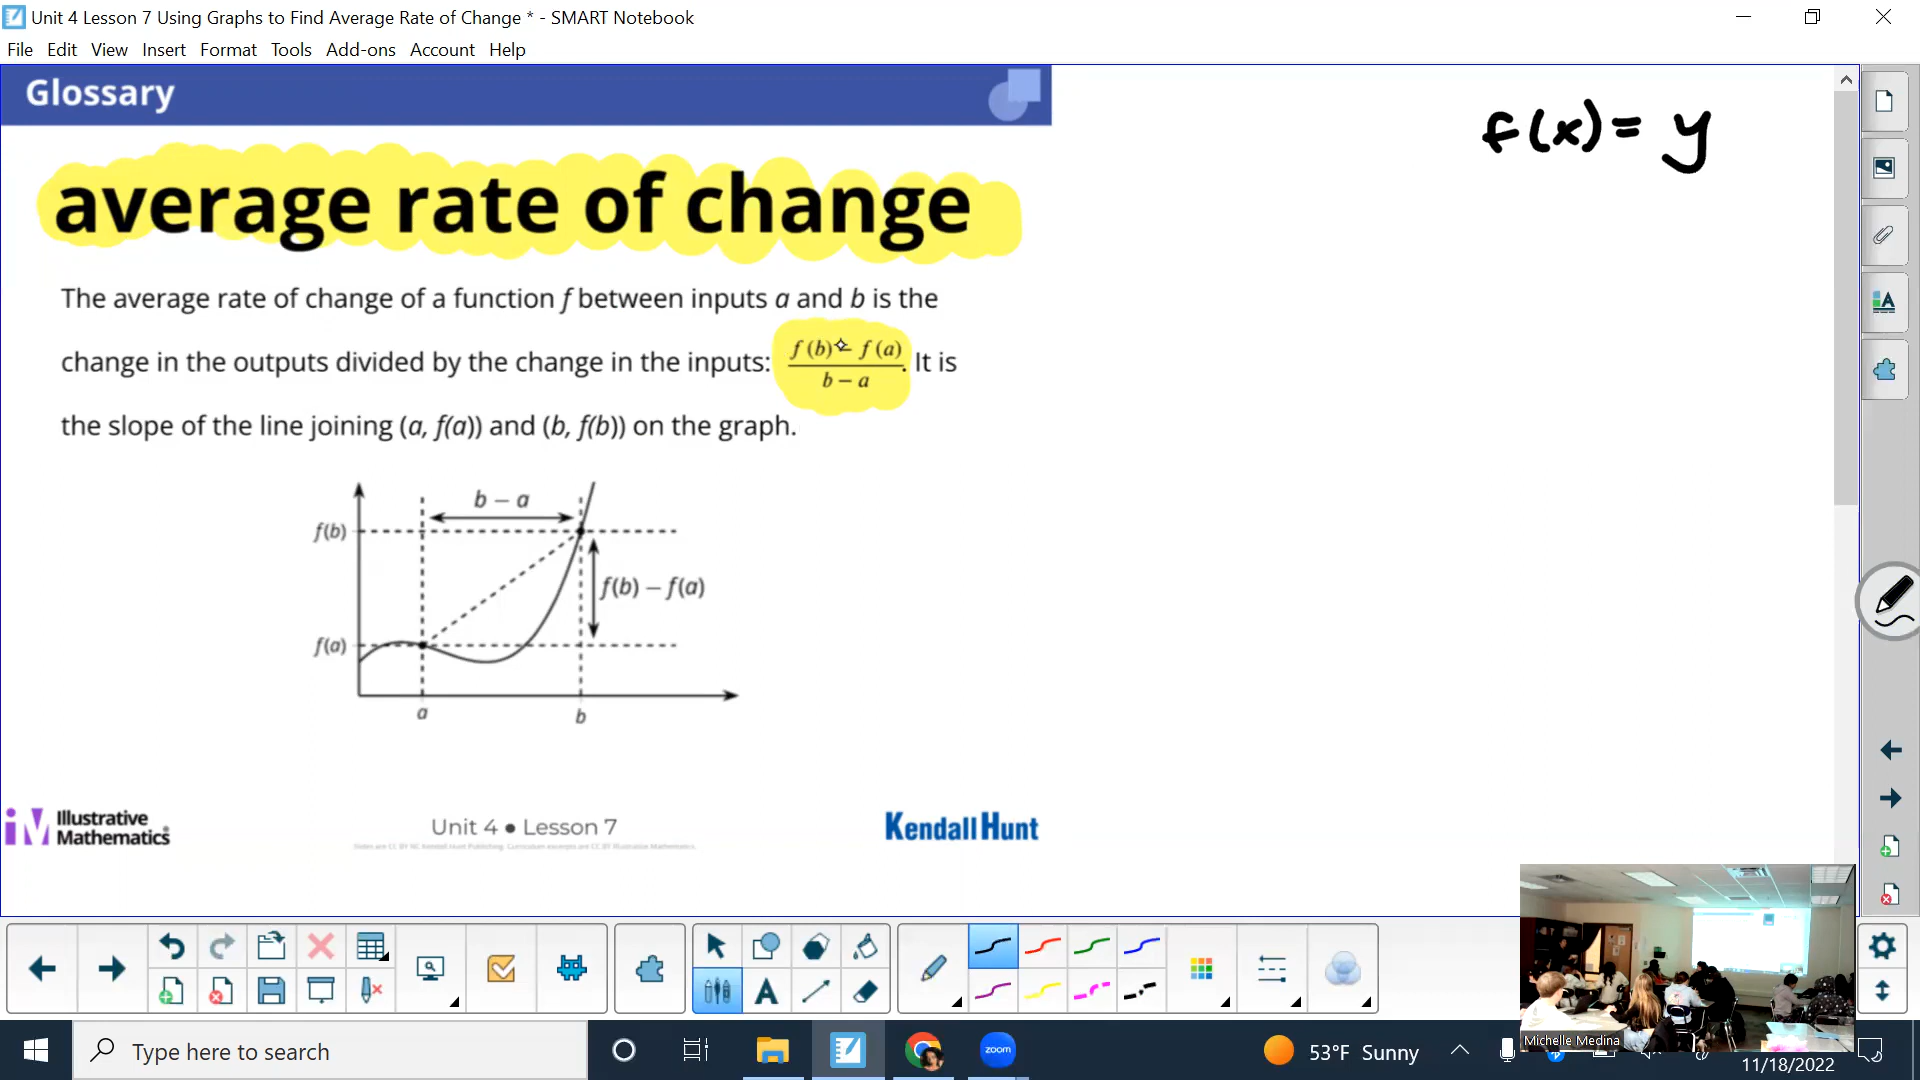 Unit 4 Lesson 7 Using Graphs to Find Average Rate of Change * - SMART Notebook
File Edit View Insert Format Tools Add-ons Account Help
Glossary
f(x) = y
average rate of change
The average rate of change of a function f between inputs a and b is the
change in the outputs divided by the change in the inputs: f(b) − f(a) / b − a. It is
the slope of the line joining (a, f(a)) and (b, f(b)) on the graph.
b − a
f(b)
f(b) − f(a)
f(a)
a b
Illustrative
Mathematics
Unit 4 ● Lesson 7
Kendall Hunt
Michelle Medina
Type here to search
zoom
53°F Sunny
11/18/2022